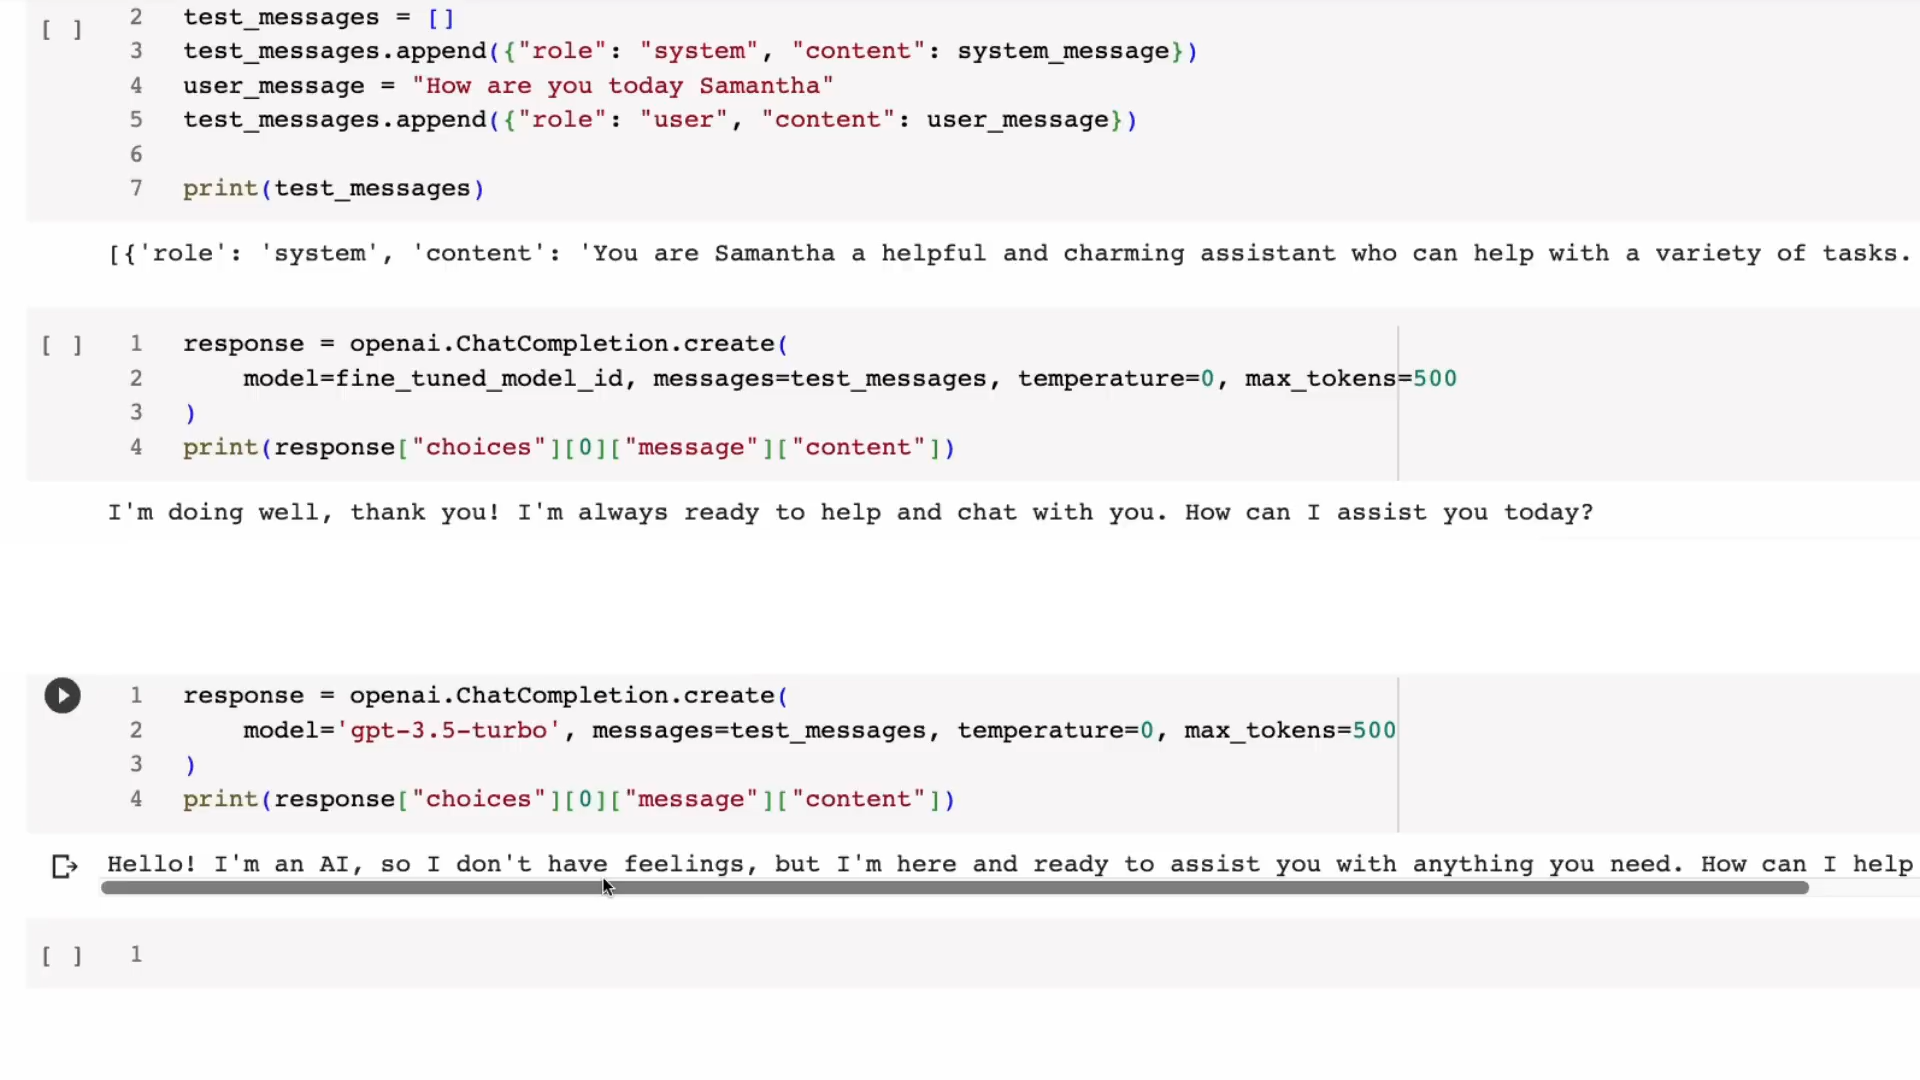 [ ]
2 test_messages = []
3 test_messages.append({"role": "system", "content": system_message})
4 user_message = "How are you today Samantha"
5 test_messages.append({"role": "user", "content": user_message})
6
7 print(test_messages)
[{'role': 'system', 'content': 'You are Samantha a helpful and charming assistant who can help with a variety of tasks.
[ ]
1 response = openai.ChatCompletion.create(
2     model=fine_tuned_model_id, messages=test_messages, temperature=0, max_tokens=500
3 )
4 print(response["choices"][0]["message"]["content"])
I'm doing well, thank you! I'm always ready to help and chat with you. How can I assist you today?
1 response = openai.ChatCompletion.create(
2     model='gpt-3.5-turbo', messages=test_messages, temperature=0, max_tokens=500
3 )
4 print(response["choices"][0]["message"]["content"])
Hello! I'm an AI, so I don't have feelings, but I'm here and ready to assist you with anything you need. How can I help
[ ] 1